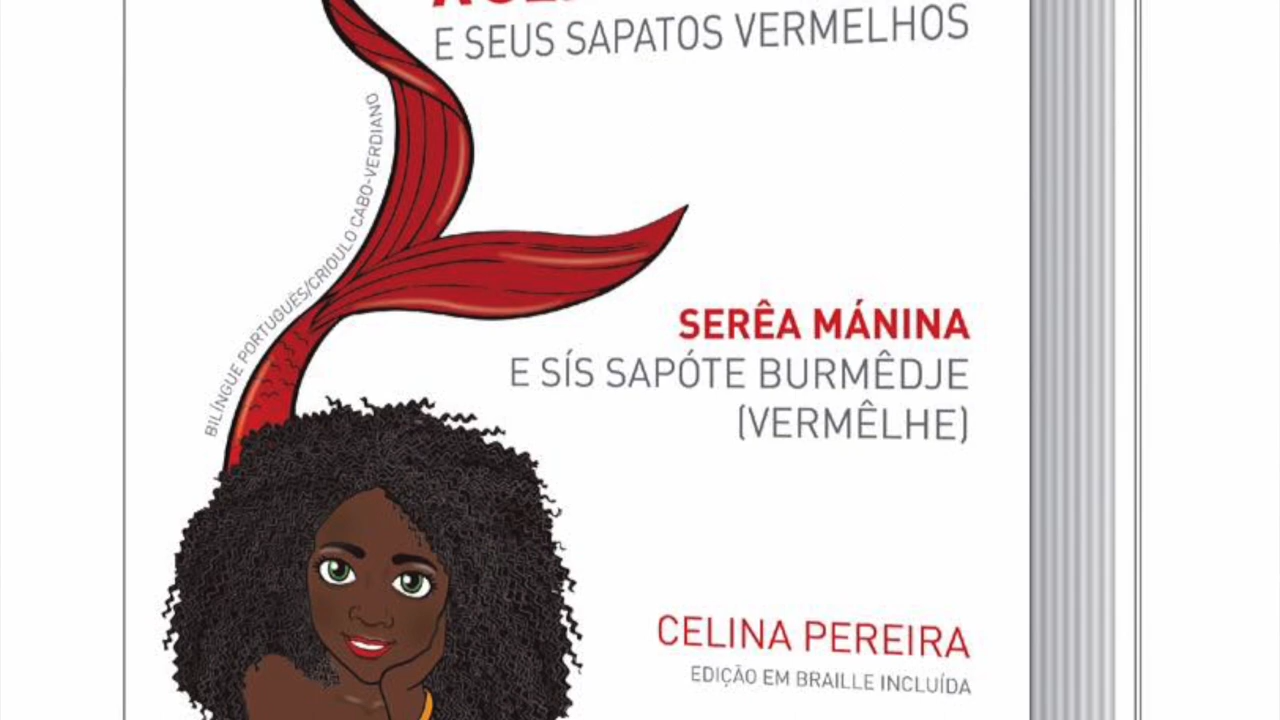 E SEUS SAPATOS VERMELHOS
BILÍNGUE PORTUGUÊS/CRIOULO CABO-VERDIANO
SERÊA MÁNINA
E SÍS SAPÓTE BURMÊDJE
(VERMÊLHE)
CELINA PEREIRA
EDIÇÃO EM BRAILLE INCLUÍDA